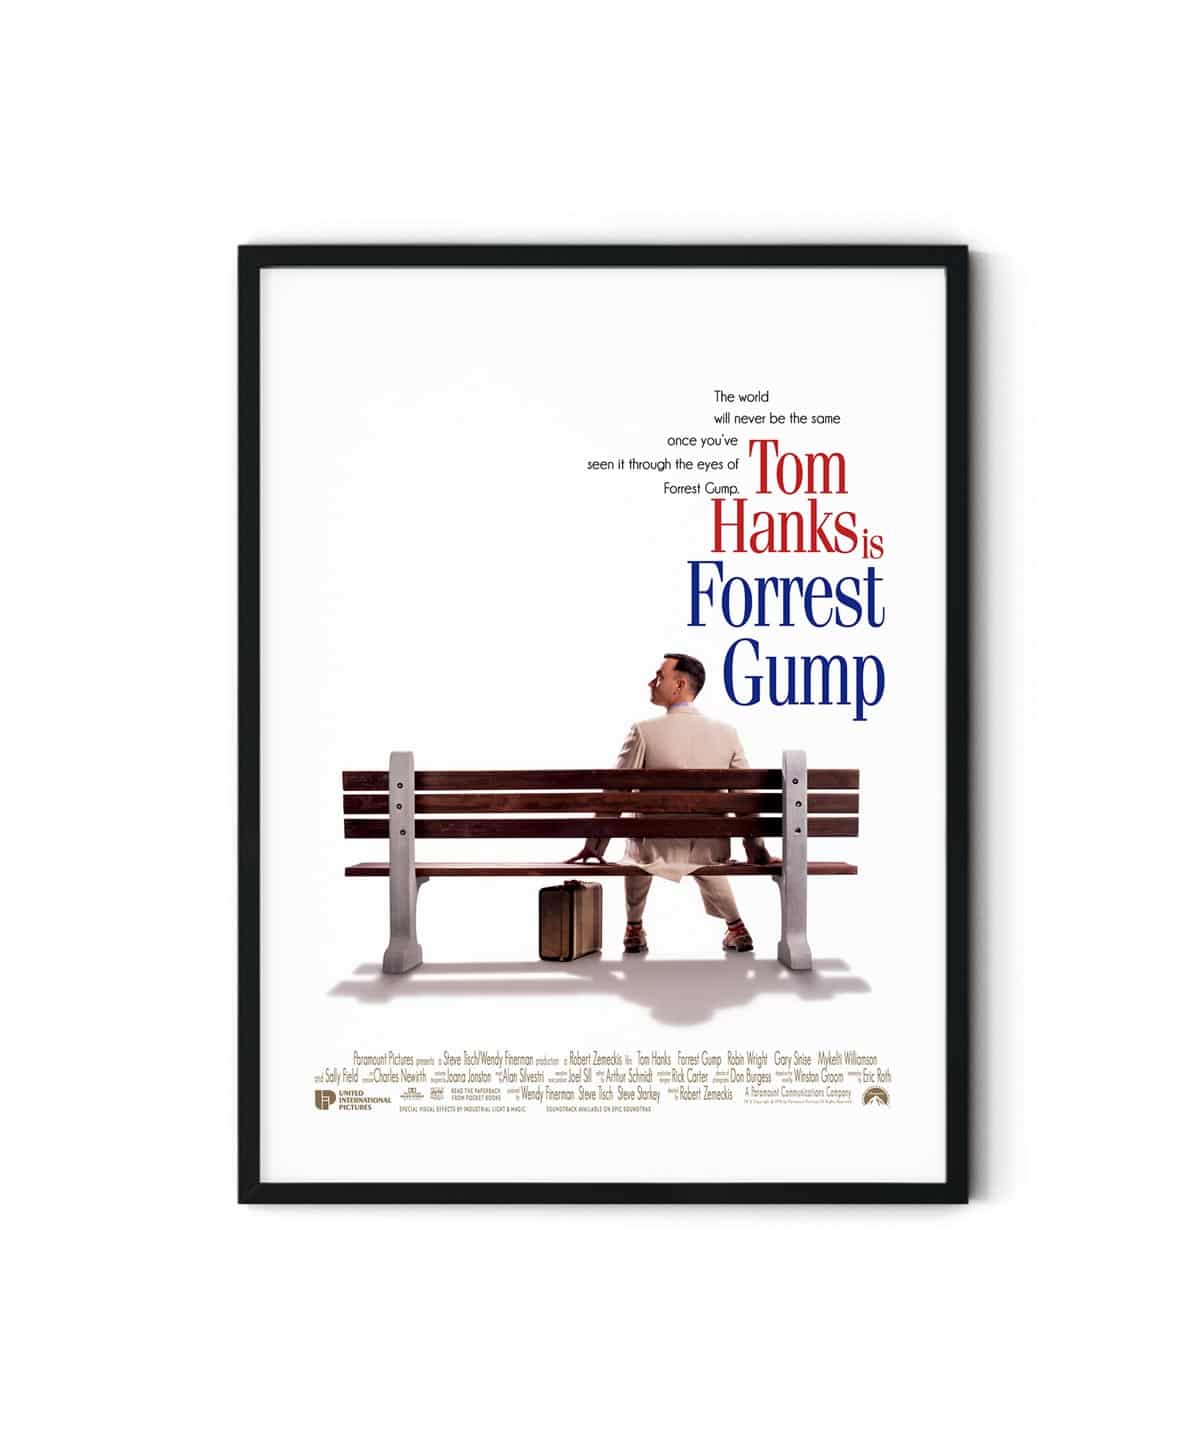 The world
will never be the same
once you've
seen it through the eyes of
Forrest Gump.
Tom
Hanks is
Forrest
Gump
Paramount Pictures presents a Steve Tisch/Wendy Finerman production a Robert Zemeckis film Tom Hanks Forrest Gump Robin Wright Gary Sinise Mykelti Williamson
and Sally Field Charles Newirth Joana Jonston Alan Silvestri Joel Sill Arthur Schmidt Rick Carter Don Burgess Winston Groom Eric Roth
UNITED INTERNATIONAL PICTURES READ THE PAPERBACK FROM POCKET BOOKS Wendy Finerman Steve Tisch Steve Starkey Robert Zemeckis A Paramount Communications Company
SPECIAL VISUAL EFFECTS BY INDUSTRIAL LIGHT & MAGIC SOUNDTRACK AVAILABLE ON EPIC SOUNDTRAX